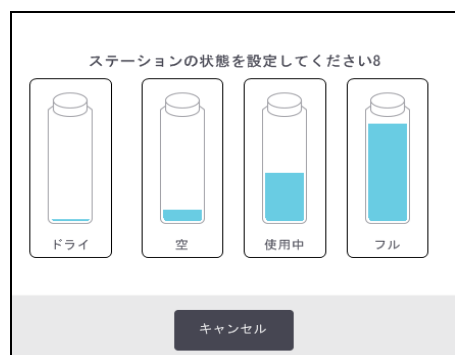 ステーションの状態を設定してください8
ドライ
空
使用中
フル
キャンセル